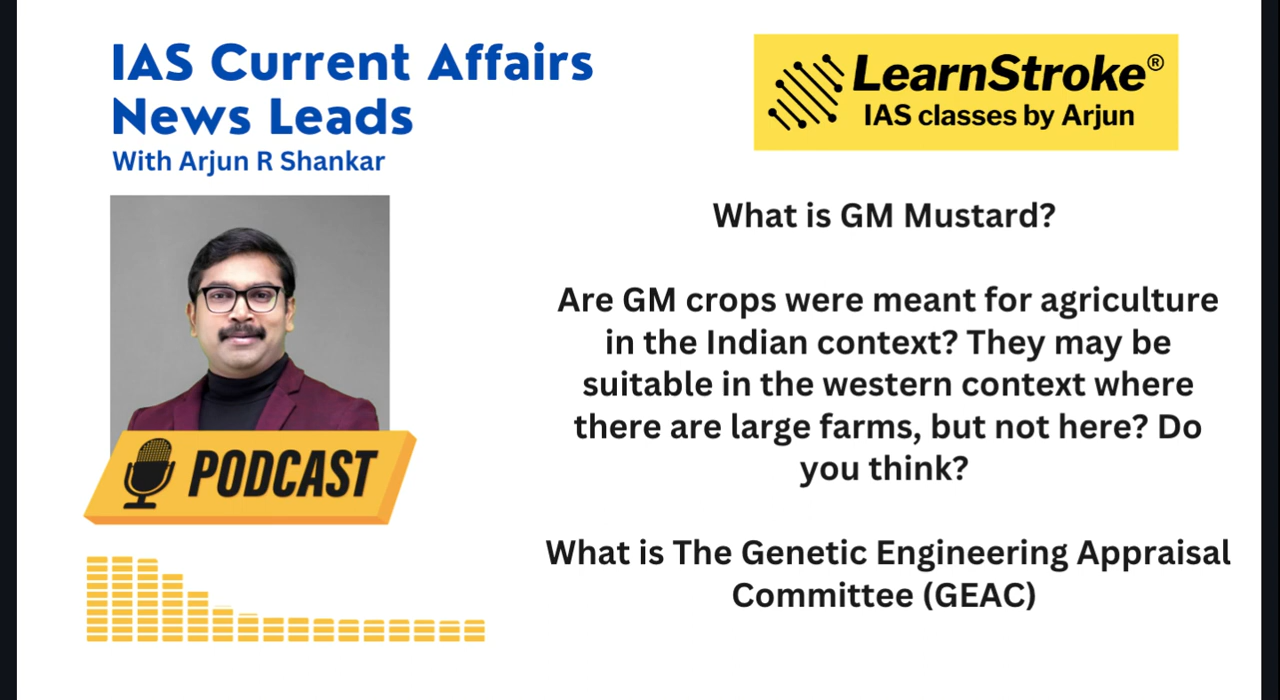 IAS Current Affairs
News Leads
With Arjun R Shankar
LearnStroke®
IAS classes by Arjun
PODCAST
What is GM Mustard?
Are GM crops were meant for agriculture
in the Indian context? They may be
suitable in the western context where
there are large farms, but not here? Do
you think?
What is The Genetic Engineering Appraisal
Committee (GEAC)